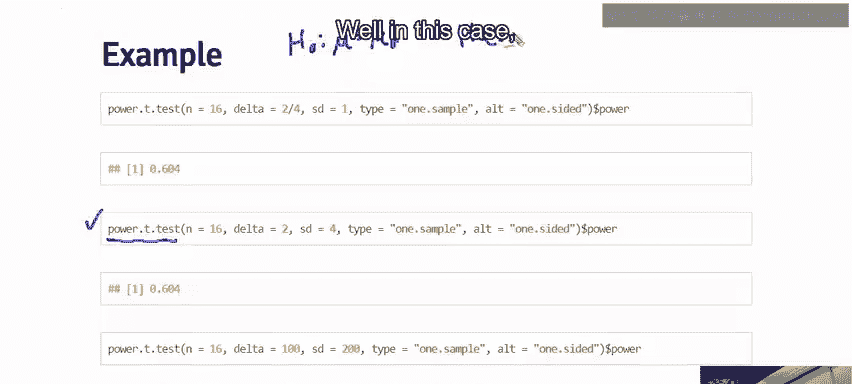 Well in this case,
H₀: μ
Example
power.t.test(n = 16, delta = 2/4, sd = 1, type = "one.sample", alt = "one.sided")$power
## [1] 0.604
power.t.test(n = 16, delta = 2, sd = 4, type = "one.sample", alt = "one.sided")$power
## [1] 0.604
power.t.test(n = 16, delta = 100, sd = 200, type = "one.sample", alt = "one.sided")$power